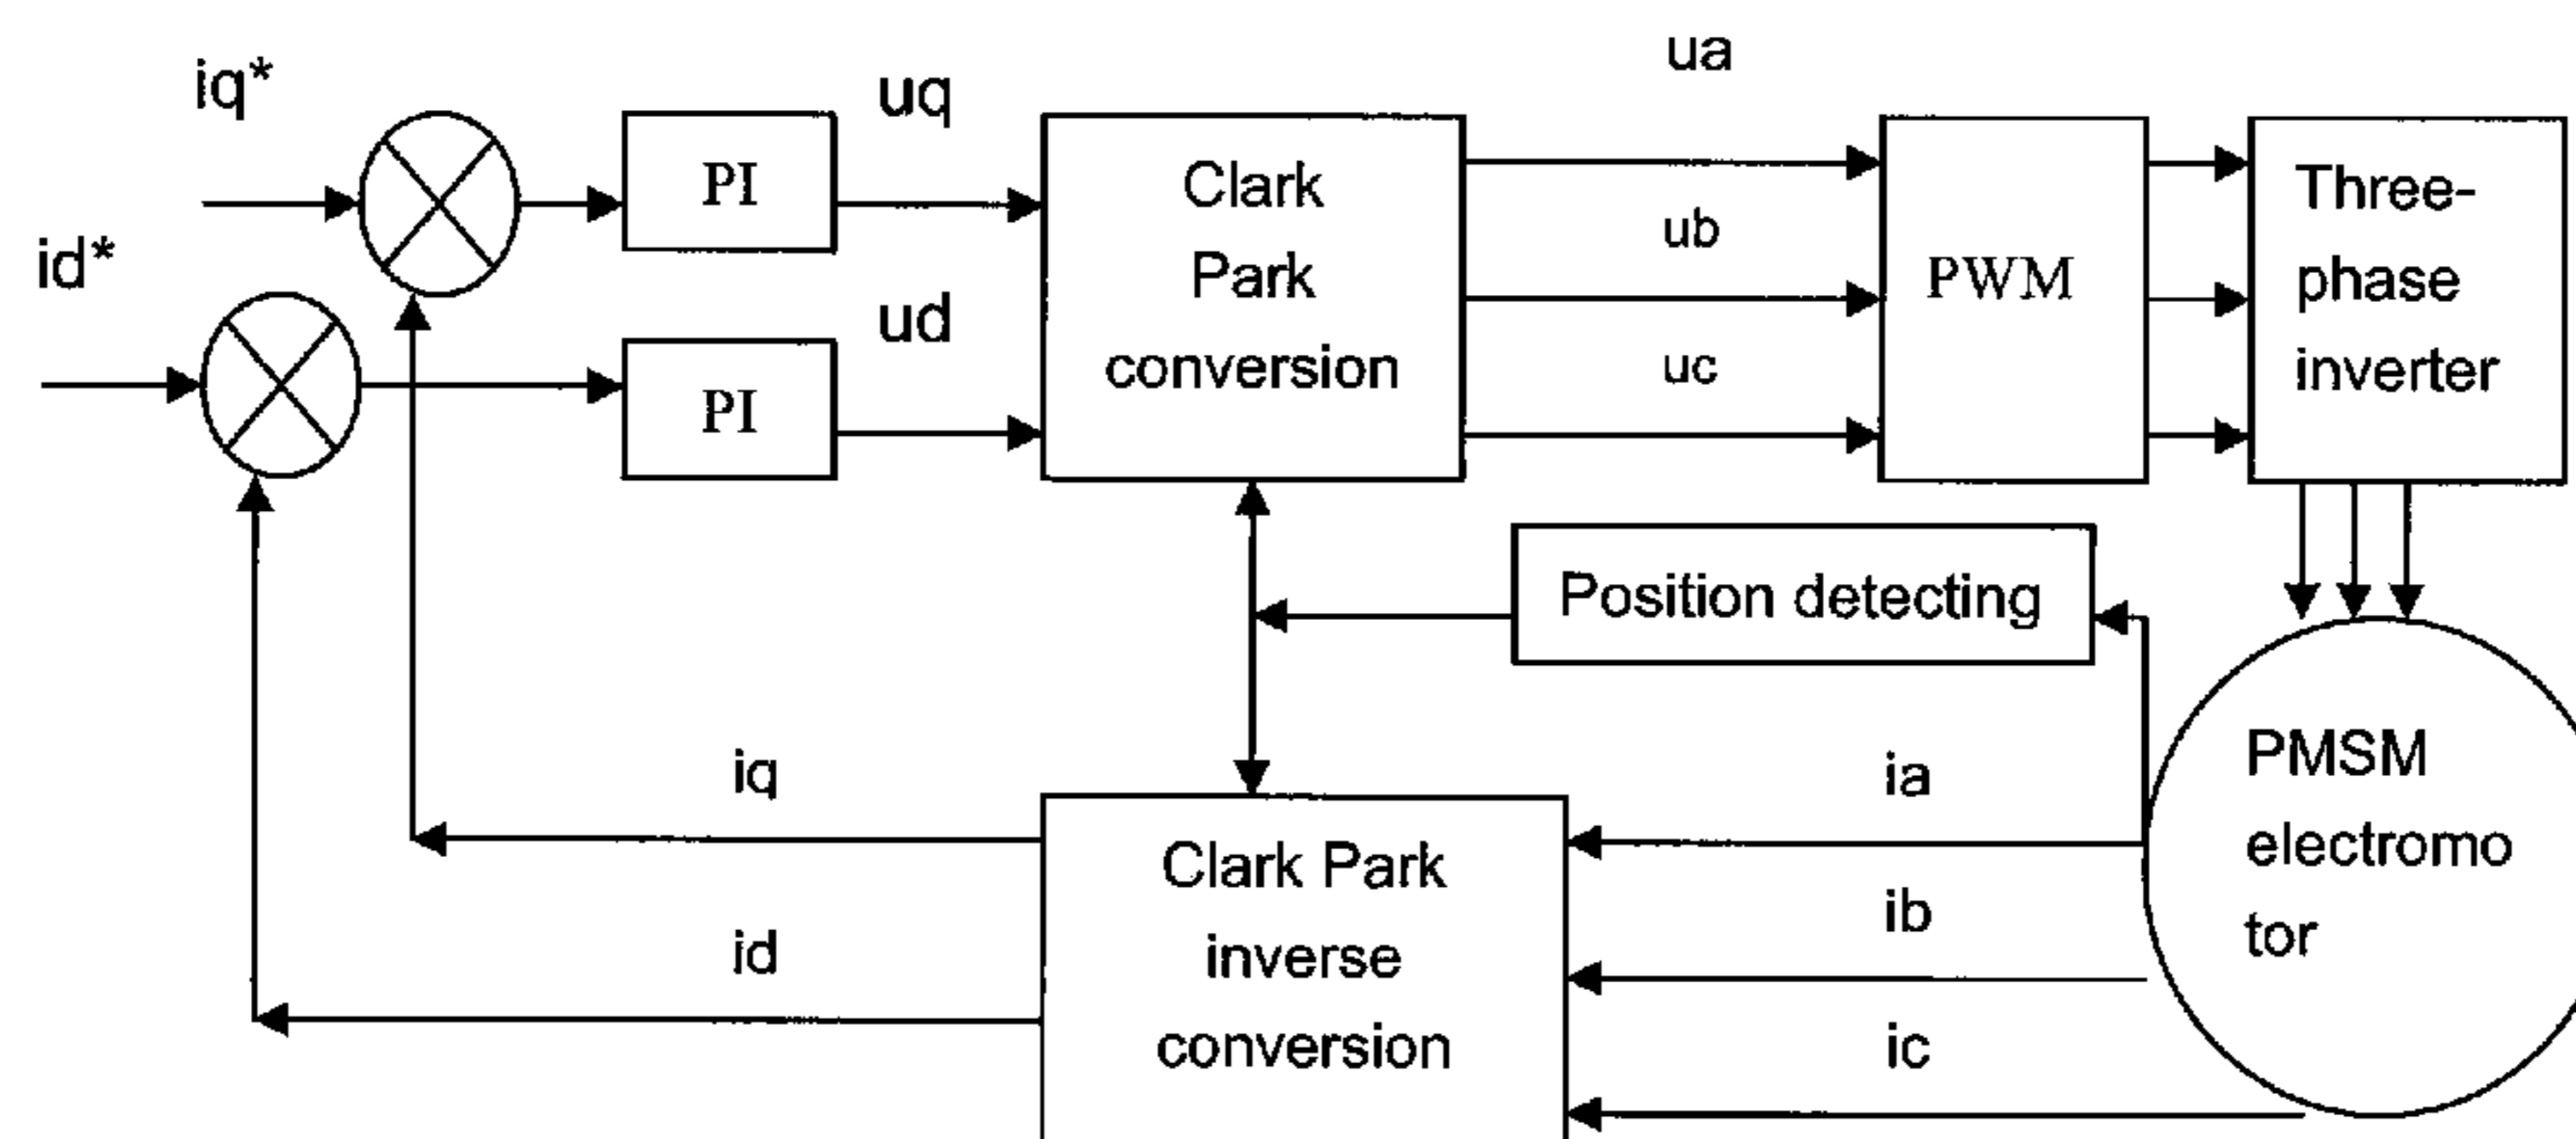 ua
iq*
uq
PI
Clark
Park
conversion
Three-
phase
inverter
ub
PWM
id*
ud
PI
uc
Position detecting
PMSM
electromo
tor
iq
ia
Clark Park
inverse
conversion
ib
id
ic